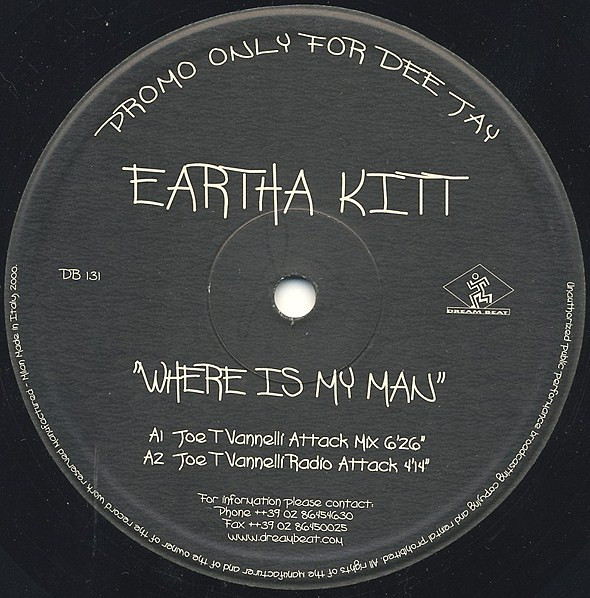 PROMO ONLY FOR DEE JAY
EARTHA KITT
DB 131
DREAM BEAT
"WHERE IS MY MAN"
A1 Joe T Vannelli Attack Mix 6'26"
A2 Joe T Vannelli Radio Attack 4'14"
For information please contact:
Phone ++39 02 86454630
Fax ++39 02 86450025
www.dreambeat.com
Unauthorized public performance broadcasting copying and rental prohibited. All rights of the Manufacturer and of the owner of the record work reserved Manufactured. Milan Made in Italy 2000.